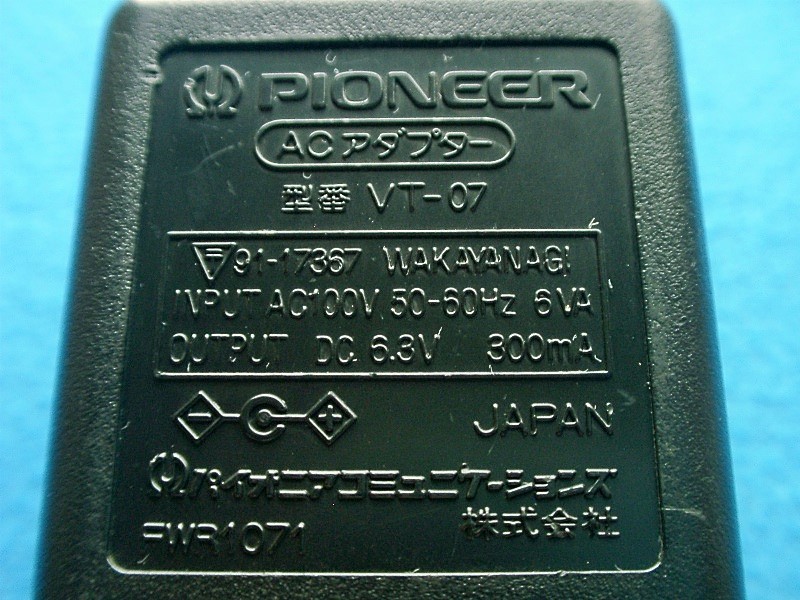 PIONEER
ACアダプター
型番 VT-07
〒91-17367 WAKAYANAGI
INPUT AC100V 50-60Hz 6VA
OUTPUT DC 6.3V 300mA
- C +
JAPAN
パイオニアコミュニケーションズ
株式会社
FWR1071